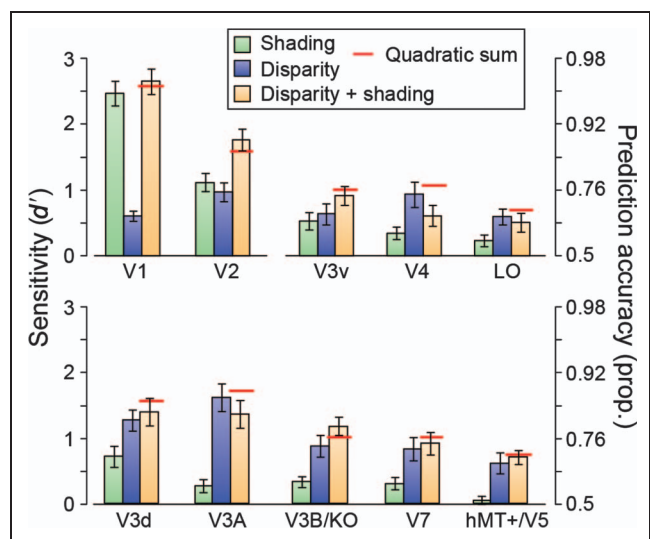 Shading
Disparity
Disparity + shading
Quadratic sum
Sensitivity (d′)
Prediction accuracy (prop.)
3
2
1
0
0.98
0.92
0.76
0.5
V1 V2 V3v V4 LO
3
2
1
0
0.98
0.92
0.76
0.5
V3d V3A V3B/KO V7 hMT+/V5